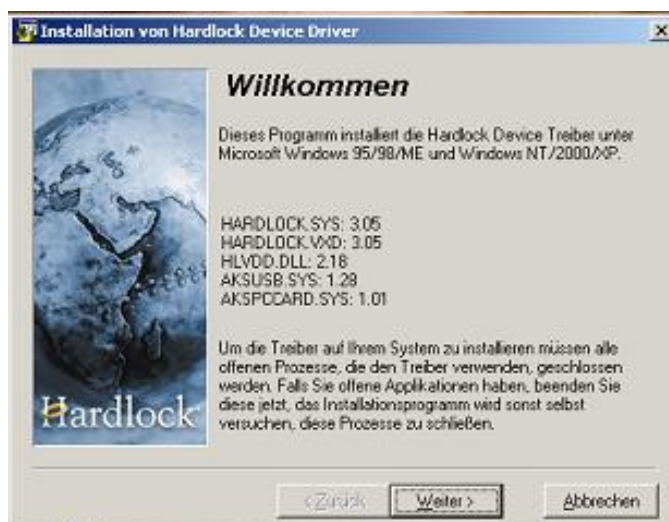 Installation von Hardlock Device Driver
Willkommen
Dieses Programm installiert die Hardlock Device Treiber unter
Microsoft Windows 95/98/ME und Windows NT/2000/XP.
HARDLOCK.SYS: 3.05
HARDLOCK.VXD: 3.05
HLVDD.DLL: 2.18
AKSUSB.SYS: 1.28
AKSPCCARD.SYS: 1.01
Um die Treiber auf Ihrem System zu installieren müssen alle
offenen Prozesse, die den Treiber verwenden, geschlossen
werden. Falls Sie offene Applikationen haben, beenden Sie
diese jetzt, das Installationsprogramm wird sonst selbst
versuchen, diese Prozesse zu schließen.
Hardlock
< Zurück
Weiter >
Abbrechen